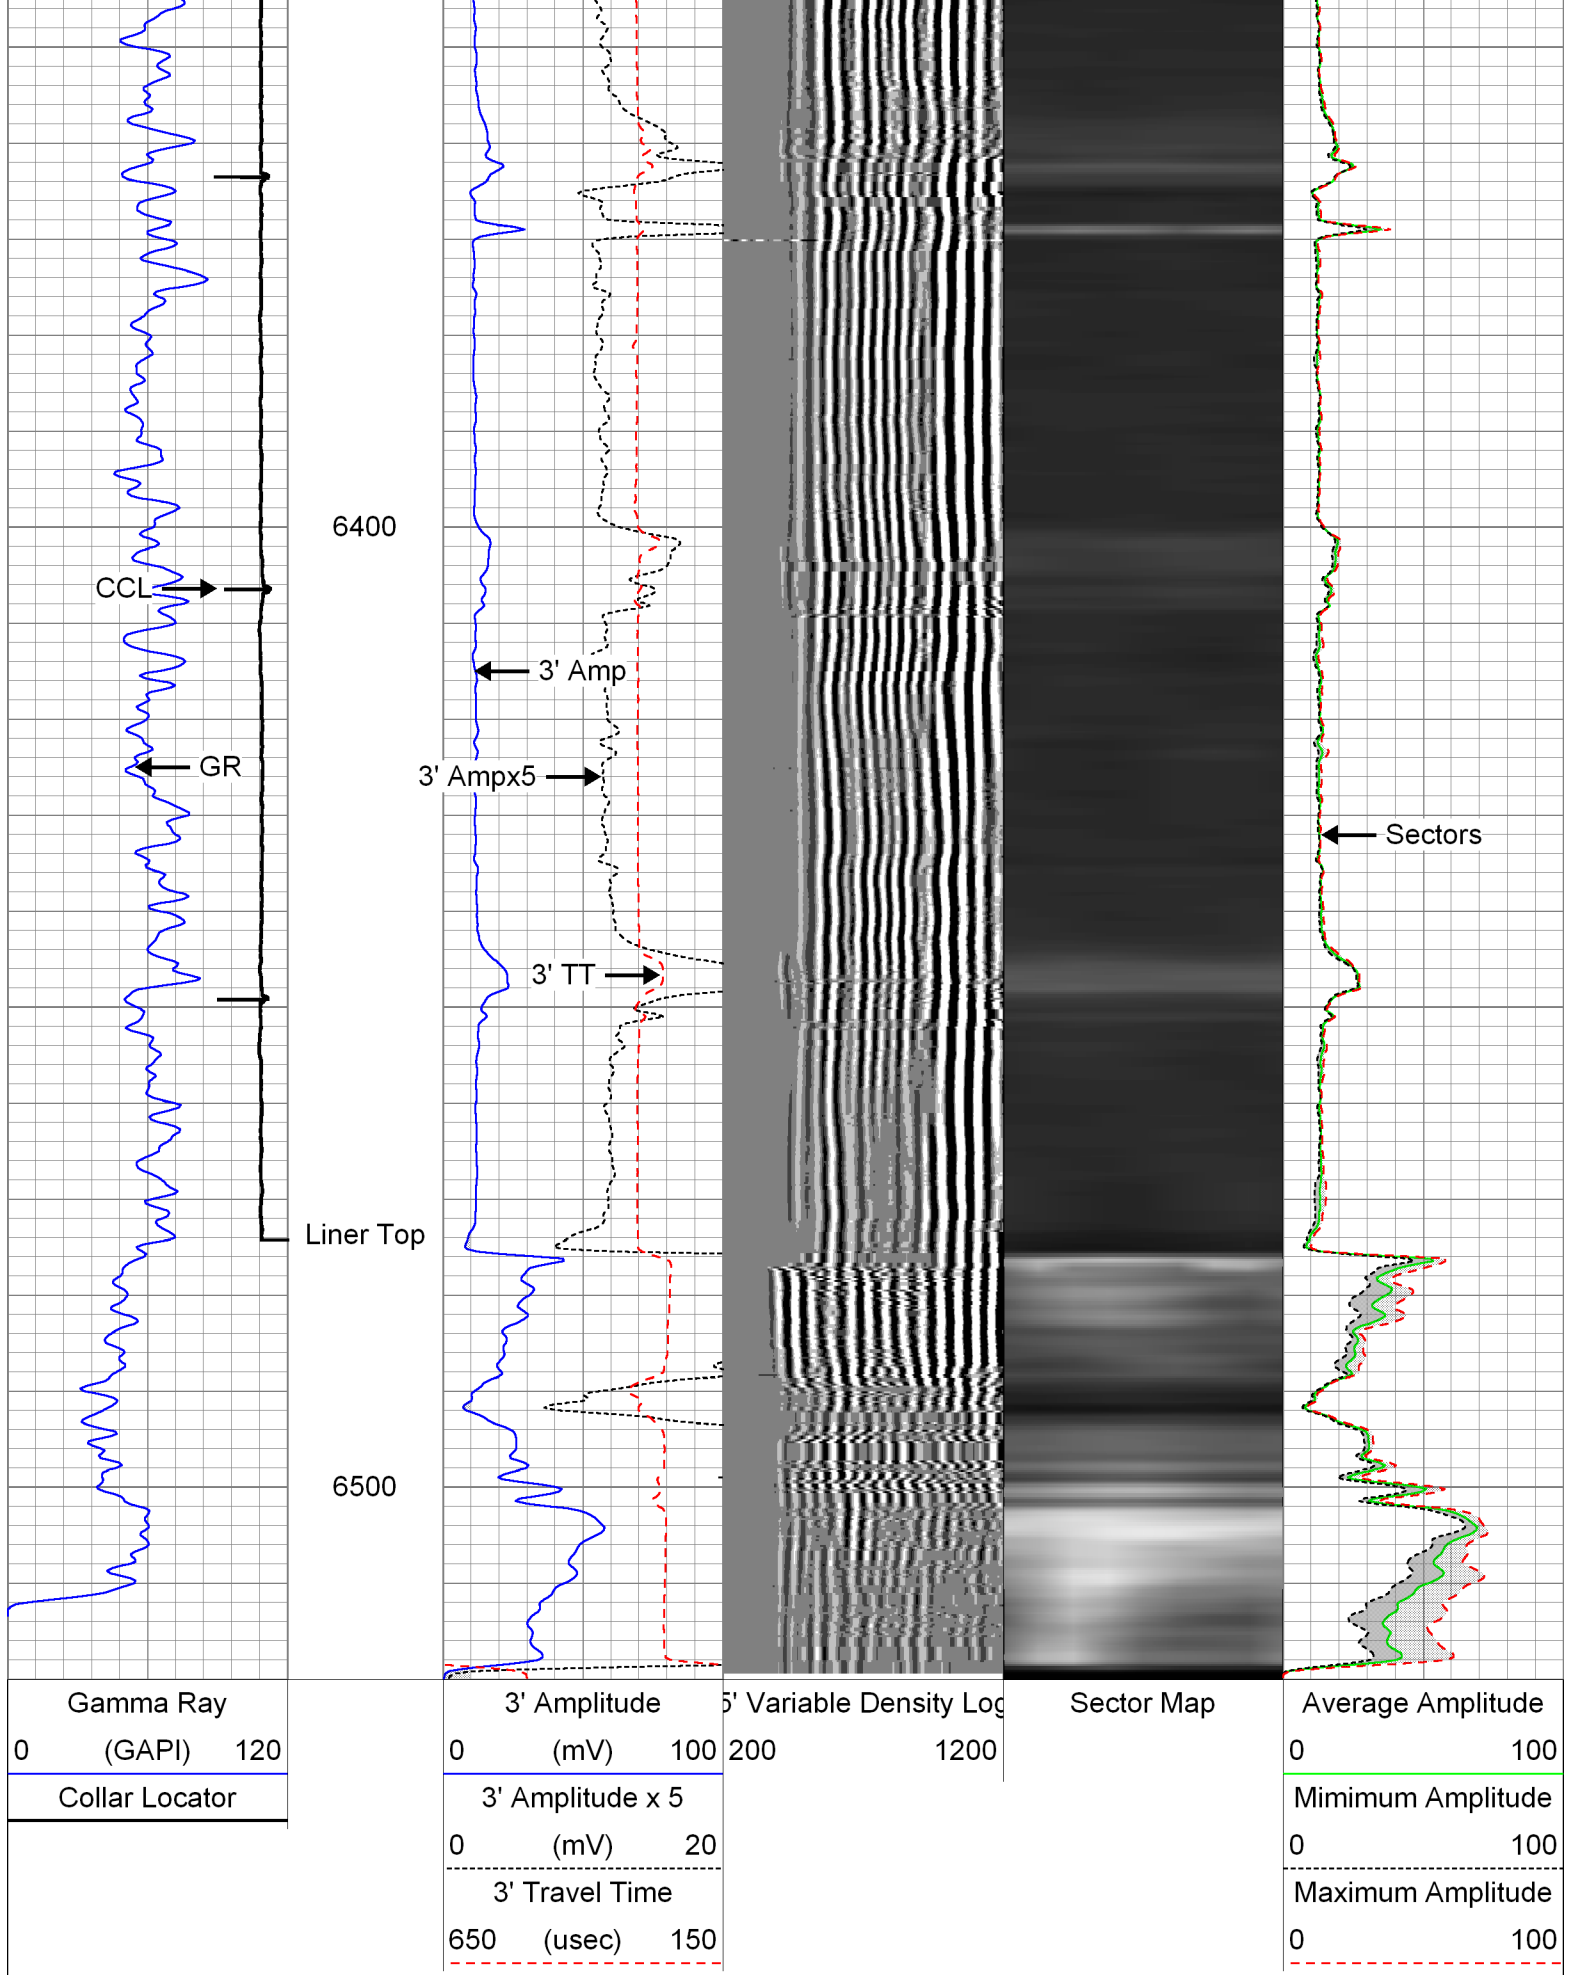 6400
CCL
3' Amp
GR
3' Ampx5
Sectors
3' TT
Liner Top
6500
Gamma Ray
0 (GAPI) 120
Collar Locator
3' Amplitude
0 (mV) 100
3' Amplitude x 5
0 (mV) 20
3' Travel Time
650 (usec) 150
5' Variable Density Log
200 1200
Sector Map
Average Amplitude
0 100
Mimimum Amplitude
0 100
Maximum Amplitude
0 100